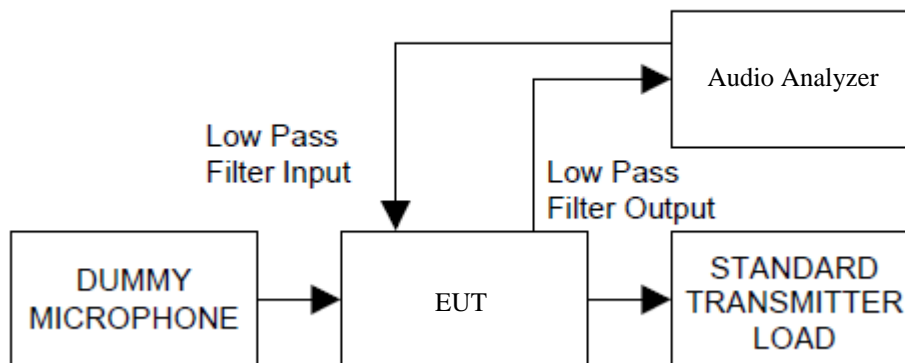 Audio Analyzer
Low Pass
Filter Input
Low Pass
Filter Output
DUMMY
MICROPHONE
EUT
STANDARD
TRANSMITTER
LOAD